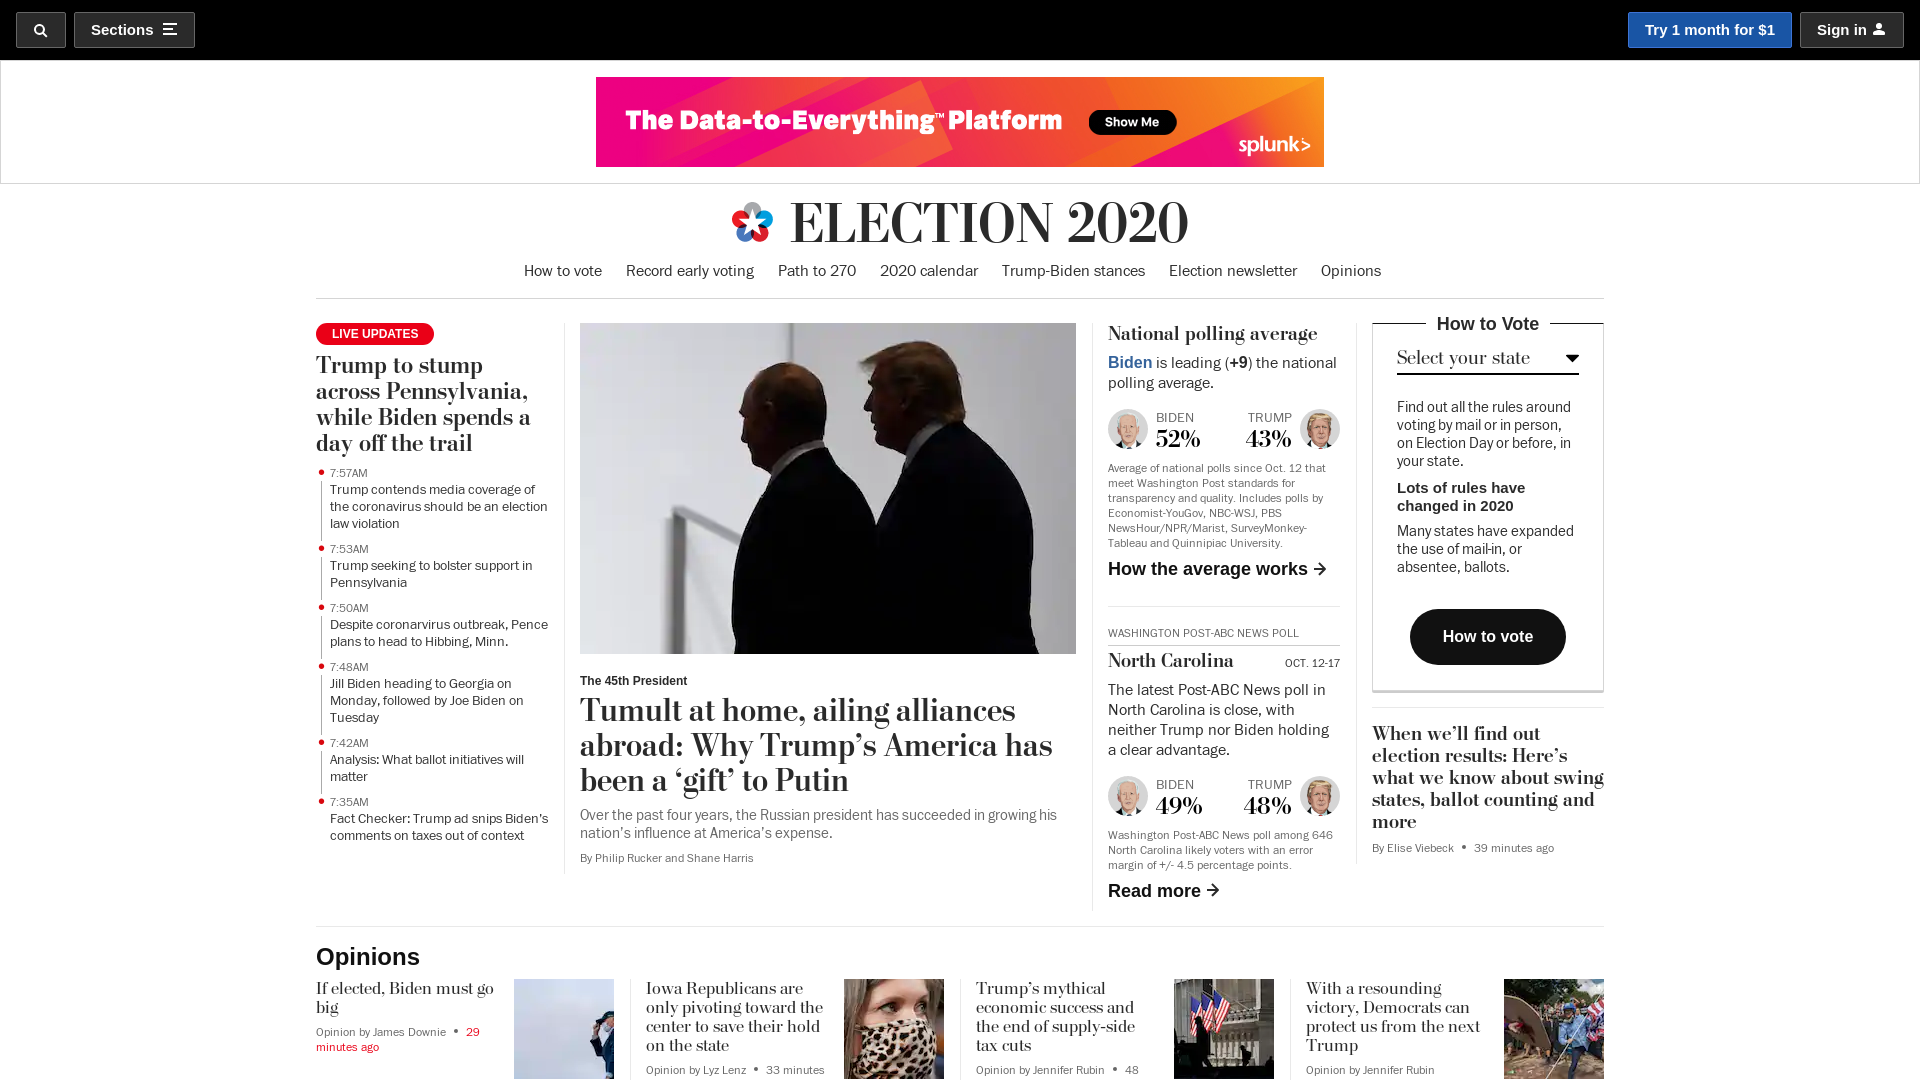 Sections
Try 1 month for $1
Sign in
The Data-to-Everything™ Platform
Show Me
splunk>
ELECTION 2020
How to vote
Record early voting
Path to 270
2020 calendar
Trump-Biden stances
Election newsletter
Opinions
LIVE UPDATES
Trump to stump
across Pennsylvania,
while Biden spends a
day off the trail
7:57AM
Trump contends media coverage of
the coronavirus should be an election
law violation
7:53AM
Trump seeking to bolster support in
Pennsylvania
7:50AM
Despite coronarvirus outbreak, Pence
plans to head to Hibbing, Minn.
7:48AM
Jill Biden heading to Georgia on
Monday, followed by Joe Biden on
Tuesday
7:42AM
Analysis: What ballot initiatives will
matter
7:35AM
Fact Checker: Trump ad snips Biden's
comments on taxes out of context
The 45th President
Tumult at home, ailing alliances
abroad: Why Trump’s America has
been a ‘gift’ to Putin
Over the past four years, the Russian president has succeeded in growing his
nation’s influence at America’s expense.
By Philip Rucker and Shane Harris
National polling average
Biden is leading (+9) the national
polling average.
BIDEN
52%
TRUMP
43%
Average of national polls since Oct. 12 that
meet Washington Post standards for
transparency and quality. Includes polls by
Economist-YouGov, NBC-WSJ, PBS
NewsHour/NPR/Marist, SurveyMonkey-
Tableau and Quinnipiac University.
How the average works
WASHINGTON POST-ABC NEWS POLL
North Carolina
OCT. 12-17
The latest Post-ABC News poll in
North Carolina is close, with
neither Trump nor Biden holding
a clear advantage.
BIDEN
49%
TRUMP
48%
Washington Post-ABC News poll among 646
North Carolina likely voters with an error
margin of +/- 4.5 percentage points.
Read more
How to Vote
Select your state
Find out all the rules around
voting by mail or in person,
on Election Day or before, in
your state.
Lots of rules have
changed in 2020
Many states have expanded
the use of mail-in, or
absentee, ballots.
How to vote
When we’ll find out
election results: Here’s
what we know about swing
states, ballot counting and
more
By Elise Viebeck • 39 minutes ago
Opinions
If elected, Biden must go
big
Opinion by James Downie • 29
minutes ago
Iowa Republicans are
only pivoting toward the
center to save their hold
on the state
Opinion by Lyz Lenz • 33 minutes
Trump’s mythical
economic success and
the end of supply-side
tax cuts
Opinion by Jennifer Rubin • 48
With a resounding
victory, Democrats can
protect us from the next
Trump
Opinion by Jennifer Rubin